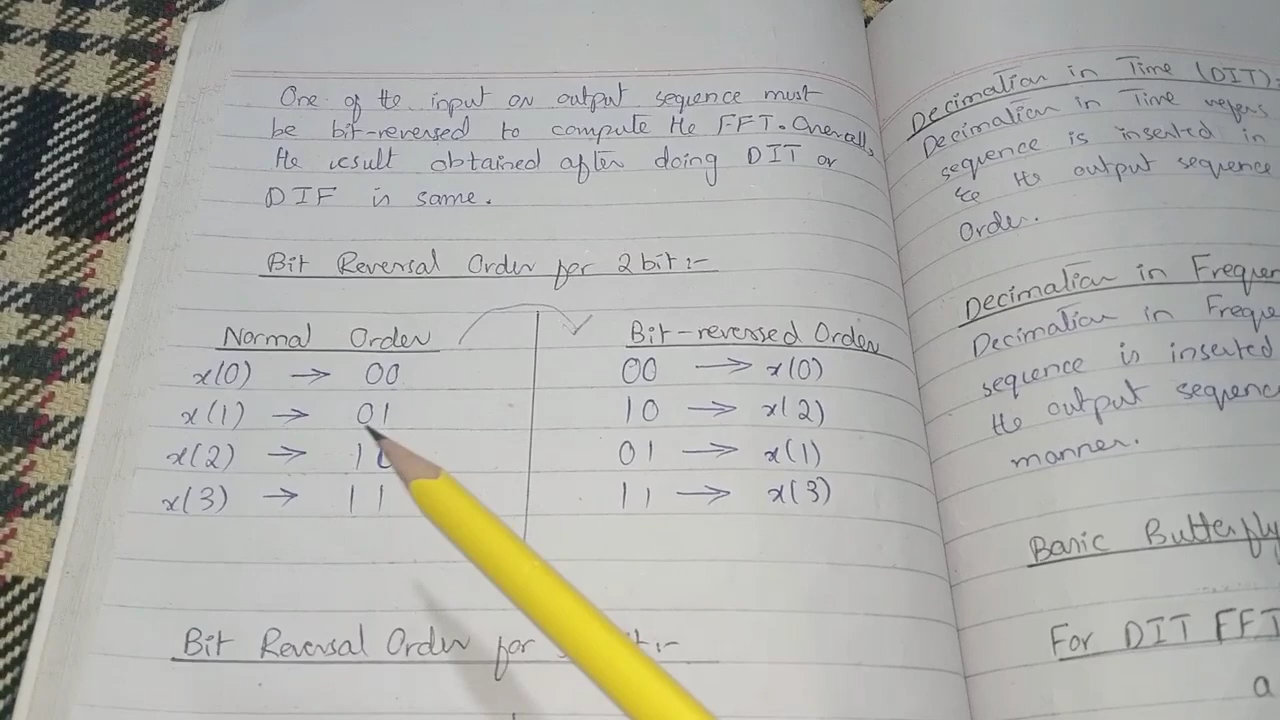 One of the input or output sequence must
be bit-reversed to compute the FFT. Overall,
the result obtained after doing DIT or
DIF is same.
Bit Reversal Order for 2 bit :-
Normal Order
x(0) → 00
x(1) → 01
x(2) → 10
x(3) → 11
Bit-reversed Order
00 → x(0)
10 → x(2)
01 → x(1)
11 → x(3)
Bit Reversal Order for :-
Decimation in Time (DIT)
Decimation in Time refers
sequence is inserted in
the output sequence
order.
Decimation in
Decimation in
sequence is inserted
the output sequence
manner.
Basic Butterfly
For DIT FFT
a